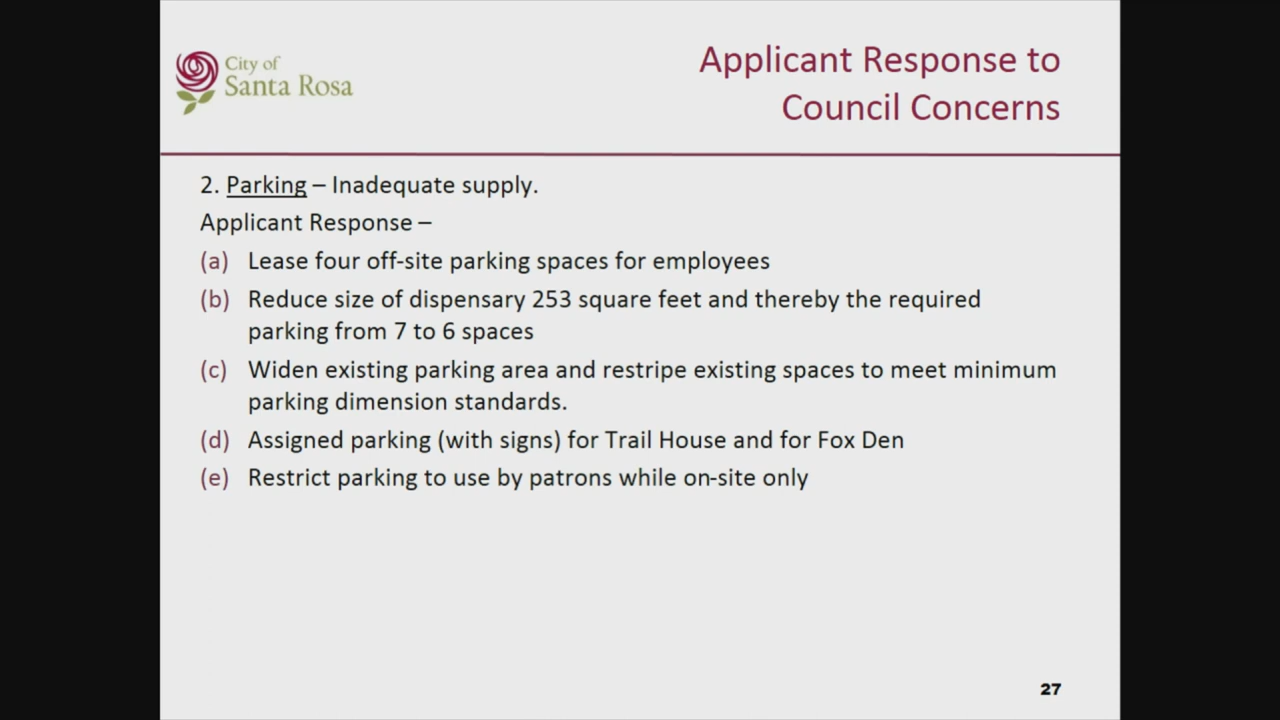 City of
Santa Rosa
Applicant Response to
Council Concerns
2. Parking – Inadequate supply.
Applicant Response –
(a) Lease four off-site parking spaces for employees
(b) Reduce size of dispensary 253 square feet and thereby the required
parking from 7 to 6 spaces
(c) Widen existing parking area and restripe existing spaces to meet minimum
parking dimension standards.
(d) Assigned parking (with signs) for Trail House and for Fox Den
(e) Restrict parking to use by patrons while on-site only
27